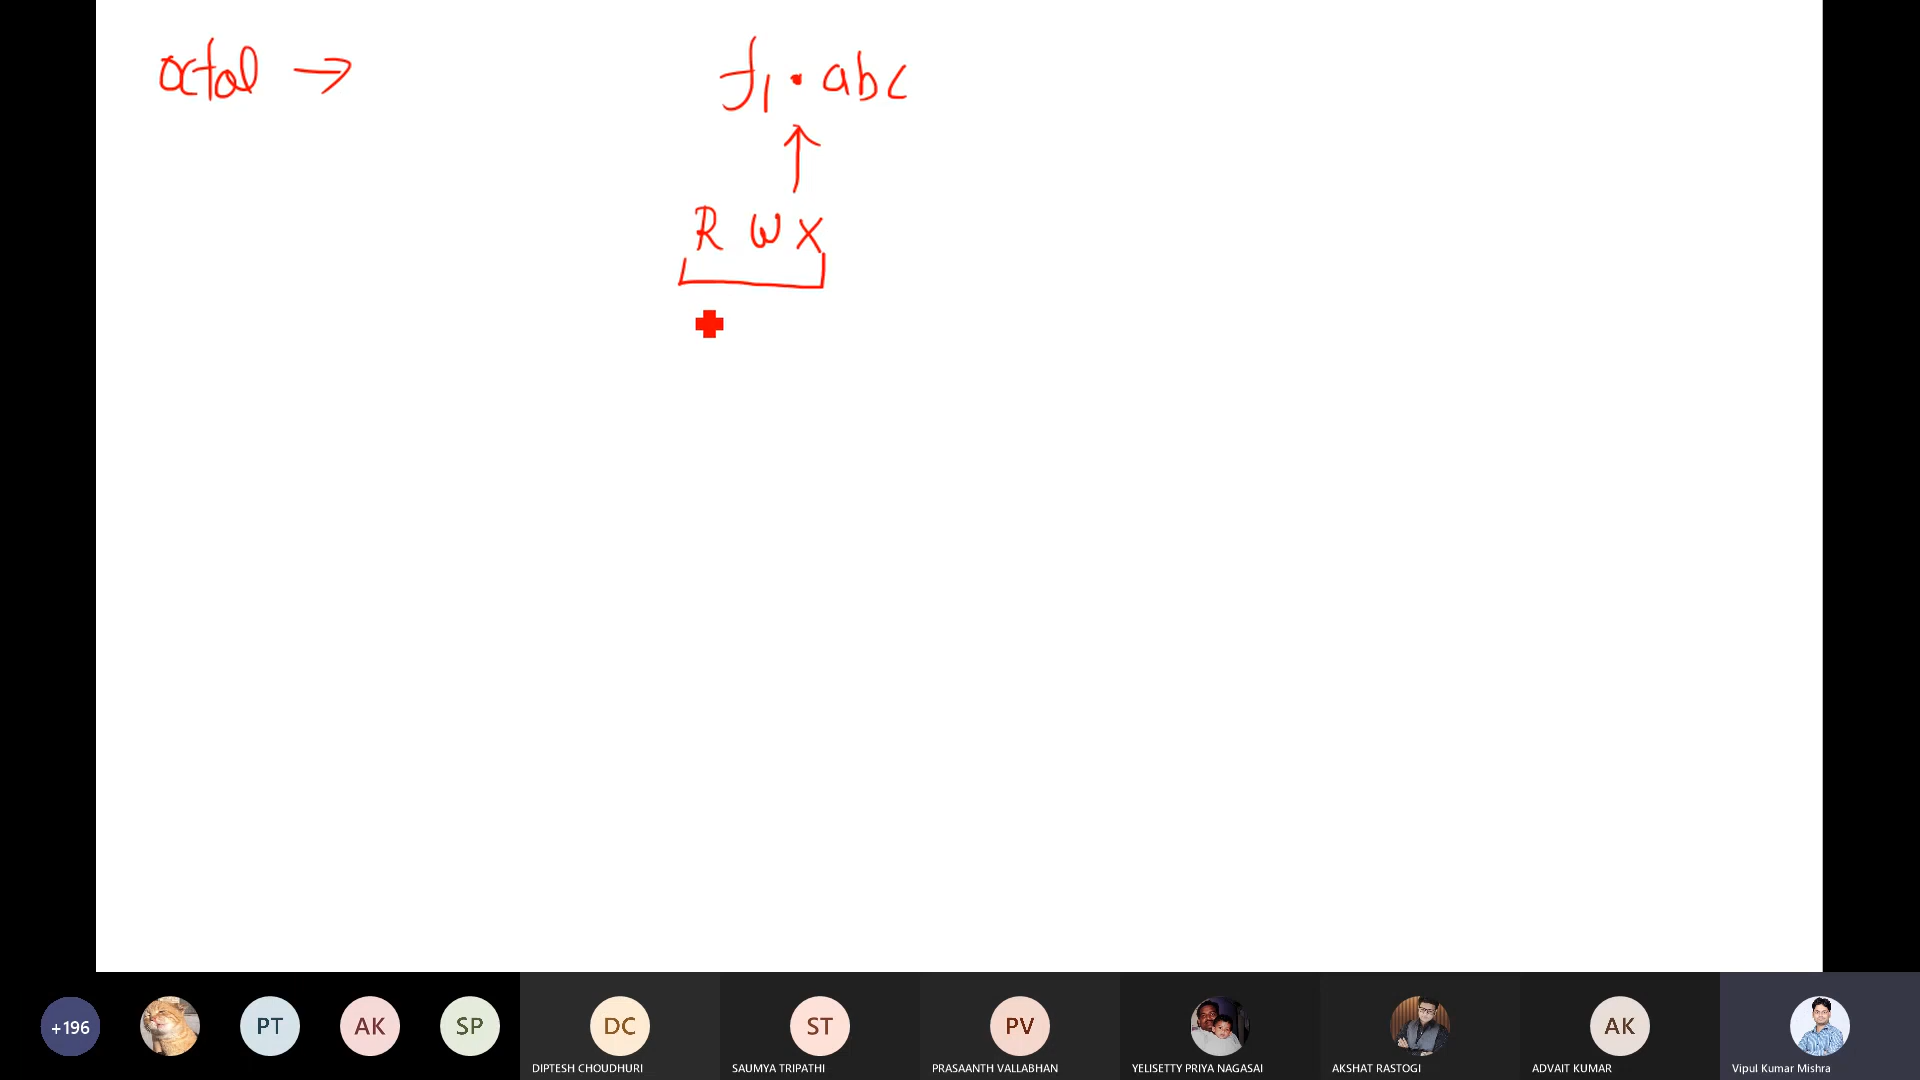 octal →
f1.abc
R W X
+196
PT
AK
SP
DC
DIPTESH CHOUDHURI
ST
SAUMYA TRIPATHI
PV
PRASAANTH VALLABHAN
YELISETTY PRIYA NAGASAI
AKSHAT RASTOGI
AK
ADVAIT KUMAR
Vipul Kumar Mishra